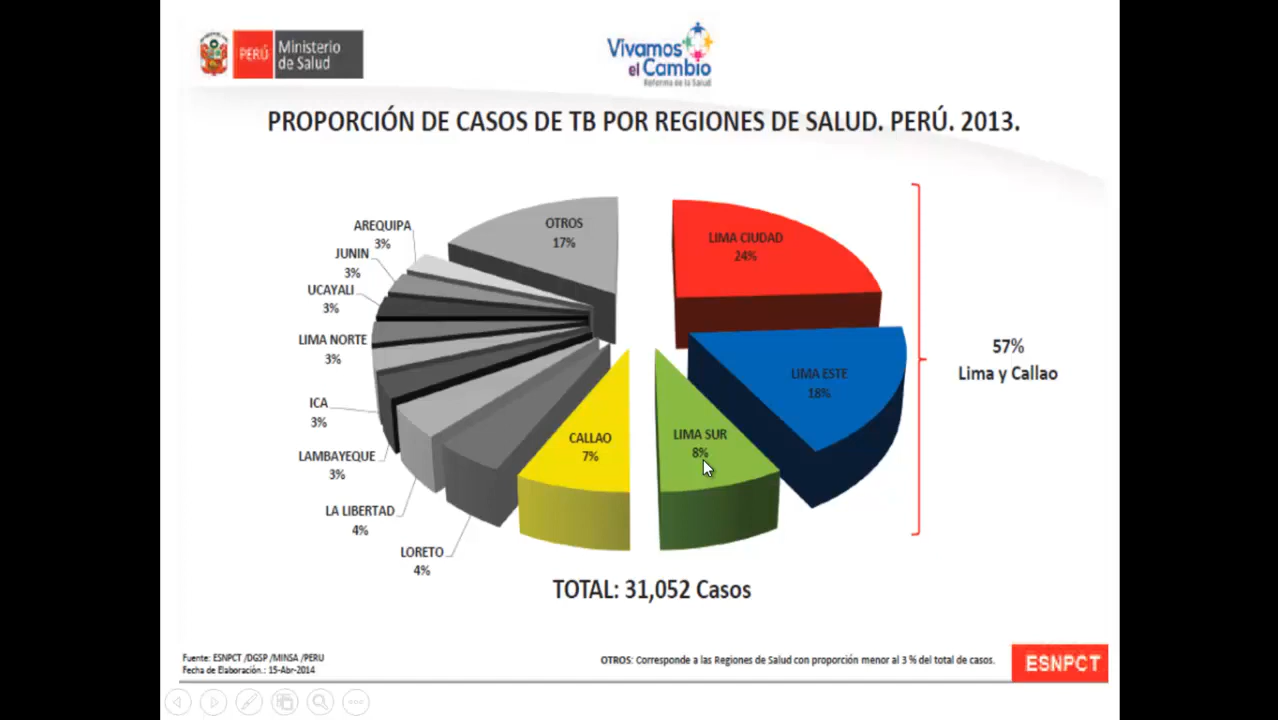 PERÚ
Ministerio
de Salud
Vivamos
el Cambio
Reforma de la Salud
PROPORCIÓN DE CASOS DE TB POR REGIONES DE SALUD. PERÚ. 2013.
OTROS
17%
LIMA CIUDAD
24%
AREQUIPA
3%
JUNIN
3%
UCAYALI
3%
LIMA NORTE
3%
ICA
3%
LAMBAYEQUE
3%
LA LIBERTAD
4%
LORETO
4%
CALLAO
7%
LIMA SUR
8%
LIMA ESTE
18%
57%
Lima y Callao
TOTAL: 31,052 Casos
Fuente: ESNPCT /DGSP /MINSA /PERU
Fecha de Elaboración.: 15-Abr-2014
OTROS: Corresponde a las Regiones de Salud con proporción menor al 3 % del total de casos.
ESNPCT